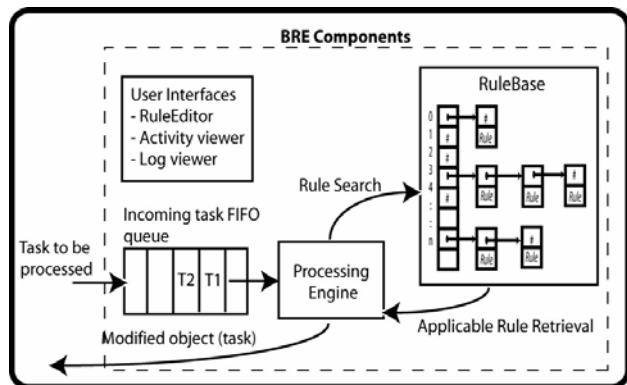 BRE Components
User Interfaces
- RuleEditor
- Activity viewer
- Log viewer
RuleBase
0
1
2
3
4
:
:
n
#
#
#
#
#
Rule
Rule
Rule
#
Rule
Rule
#
Rule
Rule Search
Incoming task FIFO
queue
Task to be
processed
T2 T1
Processing
Engine
Applicable Rule Retrieval
Modified object (task)